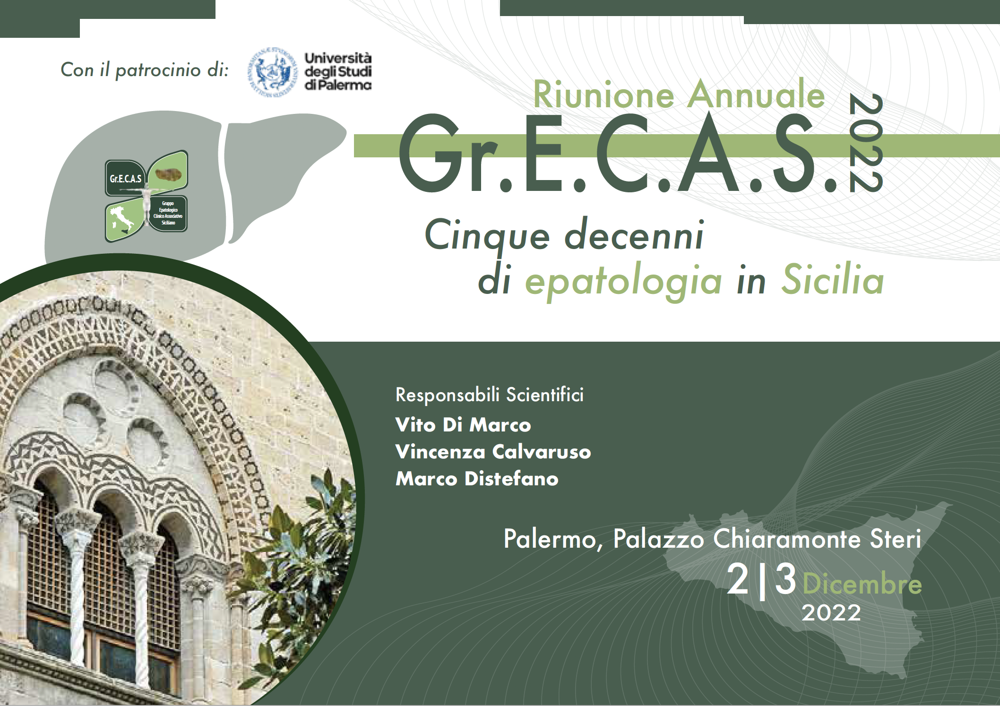 Con il patrocinio di:
Università
degli Studi
di Palermo
Riunione Annuale
Gr.E.C.A.S.
2022
Gr.E.C.A.S
Gruppo
Epatologico
Clinico Associativo
Siciliano
Cinque decenni
di epatologia in Sicilia
Responsabili Scientifici
Vito Di Marco
Vincenza Calvaruso
Marco Distefano
Palermo, Palazzo Chiaramonte Steri
2|3 Dicembre
2022